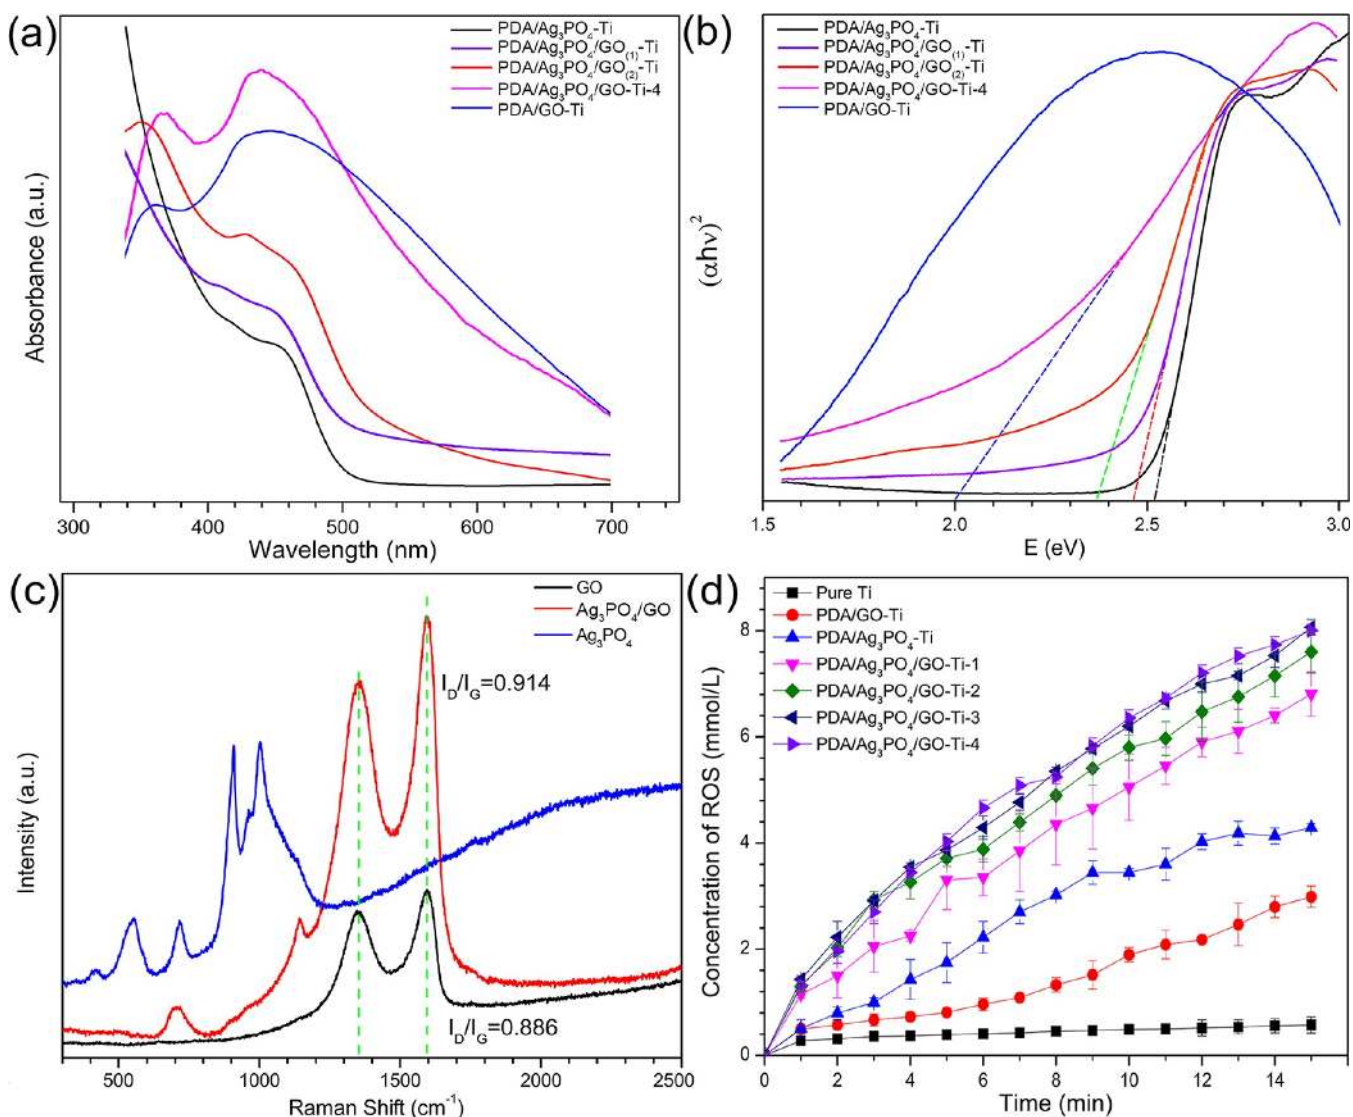 (a)
PDA/Ag₃PO₄-Ti
PDA/Ag₃PO₄/GO₍₁₎-Ti
PDA/Ag₃PO₄/GO₍₂₎-Ti
PDA/Ag₃PO₄/GO-Ti-4
PDA/GO-Ti
Absorbance (a.u.)
300 400 500 600 700
Wavelength (nm)
(b)
PDA/Ag₃PO₄-Ti
PDA/Ag₃PO₄/GO₍₁₎-Ti
PDA/Ag₃PO₄/GO₍₂₎-Ti
PDA/Ag₃PO₄/GO-Ti-4
PDA/GO-Ti
(αhν)²
1.5 2.0 2.5 3.0
E (eV)
(c)
GO
Ag₃PO₄/GO
Ag₃PO₄
I_D/I_G=0.914
I_D/I_G=0.886
Intensity (a.u.)
500 1000 1500 2000 2500
Raman Shift (cm⁻¹)
(d)
Pure Ti
PDA/GO-Ti
PDA/Ag₃PO₄-Ti
PDA/Ag₃PO₄/GO-Ti-1
PDA/Ag₃PO₄/GO-Ti-2
PDA/Ag₃PO₄/GO-Ti-3
PDA/Ag₃PO₄/GO-Ti-4
Concentration of ROS (mmol/L)
8
6
4
2
0
0 2 4 6 8 10 12 14
Time (min)